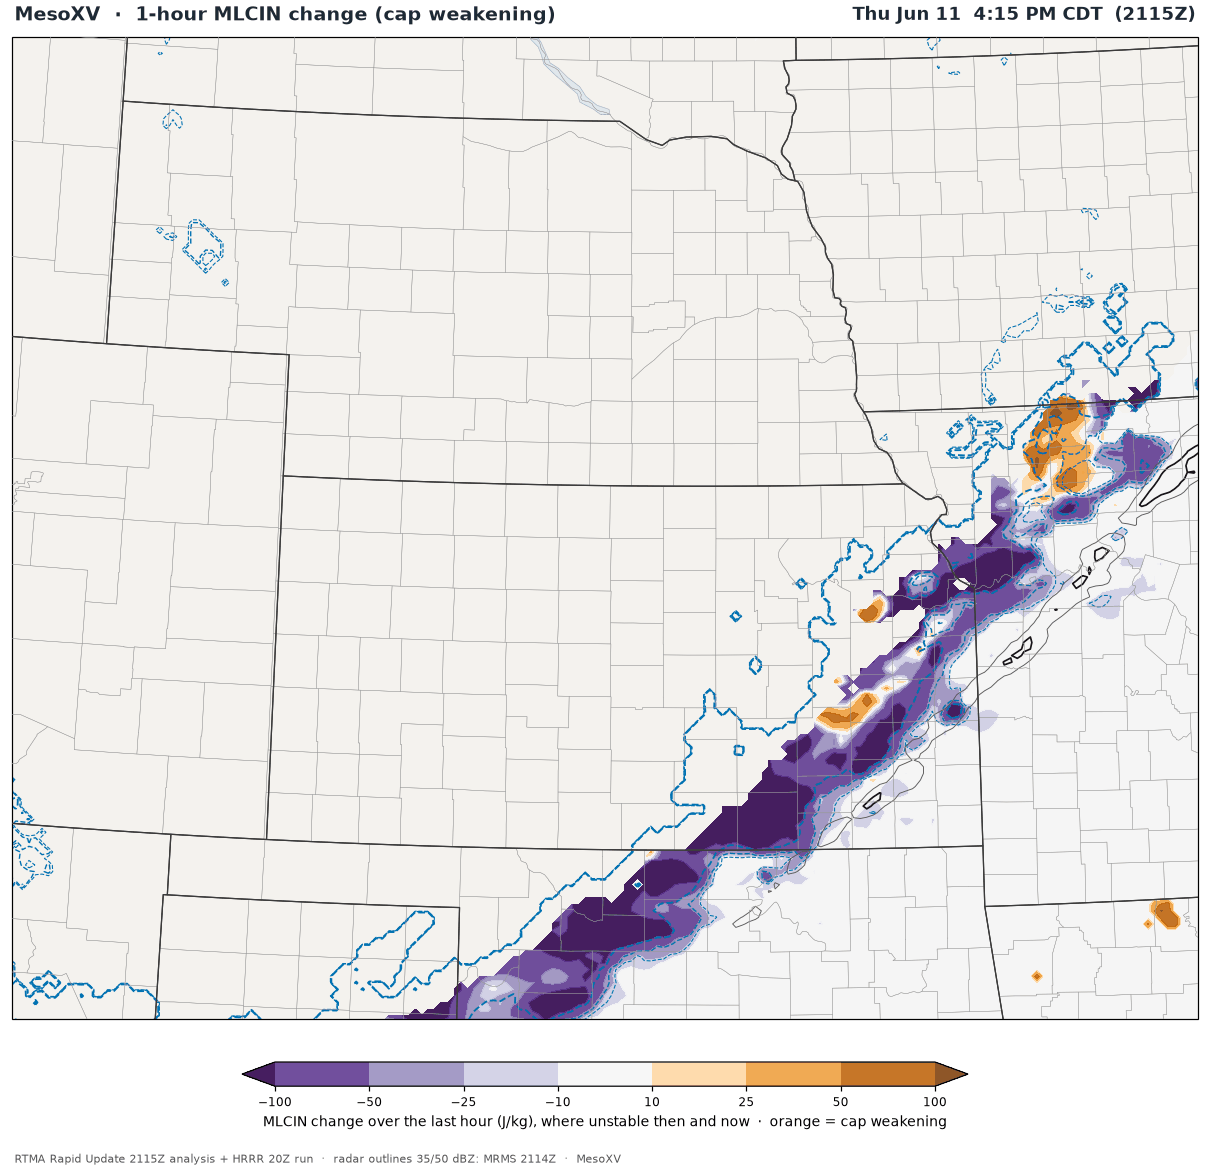 MesoXV · 1-hour MLCIN change (cap weakening)
Thu Jun 11 4:15 PM CDT (2115Z)
−100 −50 −25 −10 10 25 50 100
MLCIN change over the last hour (J/kg), where unstable then and now · orange = cap weakening
RTMA Rapid Update 2115Z analysis + HRRR 20Z run · radar outlines 35/50 dBZ: MRMS 2114Z · MesoXV